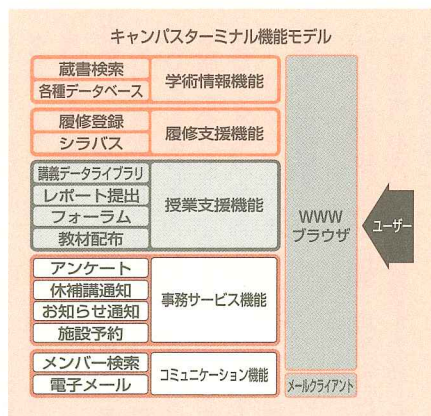 キャンパスターミナル機能モデル
蔵書検索
各種データベース
学術情報機能
履修登録
シラバス
履修支援機能
講義データライブラリ
レポート提出
フォーラム
教材配布
授業支援機能
アンケート
休補講通知
お知らせ通知
施設予約
事務サービス機能
メンバー検索
電子メール
コミュニケーション機能
WWW
ブラウザ
メールクライアント
ユーザー